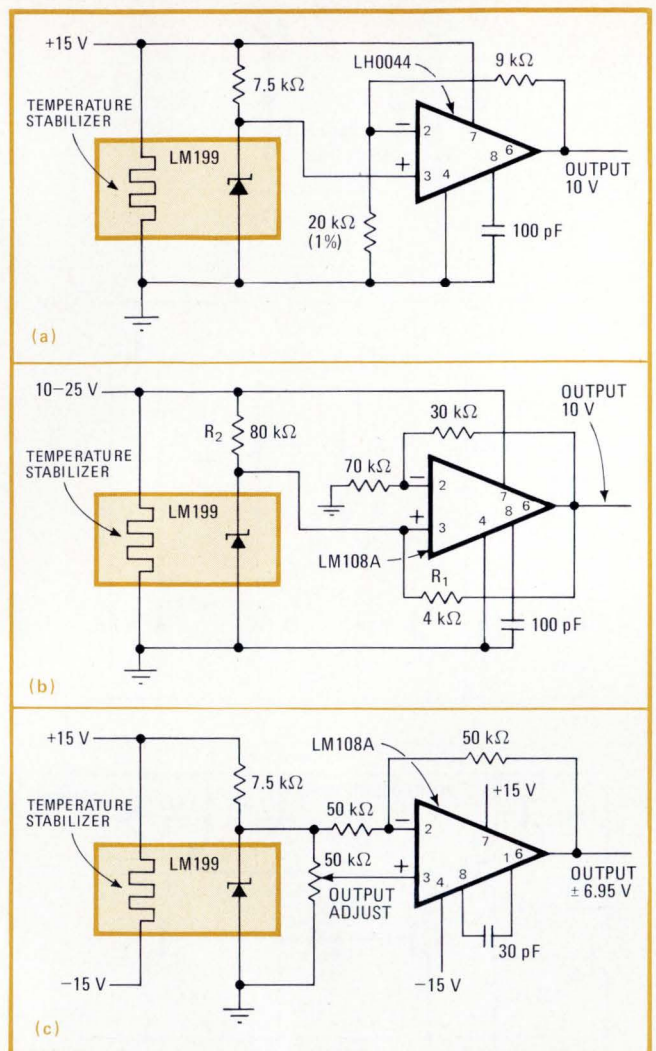 +15 V
LH0044
9 kΩ
7.5 kΩ
TEMPERATURE
STABILIZER
LM199
−
2
7
6
+
3
4
8
OUTPUT
10 V
20 kΩ
(1%)
100 pF
(a)
10−25 V
OUTPUT
10 V
R2 80 kΩ
30 kΩ
TEMPERATURE
STABILIZER
70 kΩ
LM199
−
2
7
6
+
3
4
8
LM108A
R1
4 kΩ
100 pF
(b)
+15 V
LM108A
50 kΩ
7.5 kΩ
+15 V
TEMPERATURE
STABILIZER
50 kΩ
LM199
−
2
7
50 kΩ
+
3
4
8
1
6
OUTPUT
ADJUST
OUTPUT
± 6.95 V
30 pF
−15 V
−15 V
(c)